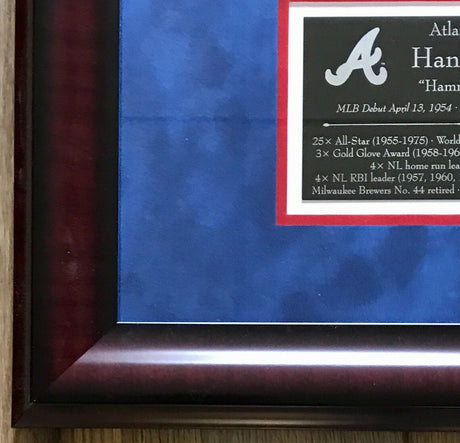 A
Atla
Han
“Hamm
MLB Debut April 13, 1954 ·
25× All-Star (1955-1975) · World
3× Gold Glove Award (1958-196
4× NL home run lea
4× NL RBI leader (1957, 1960,
Milwaukee Brewers No. 44 retired ·